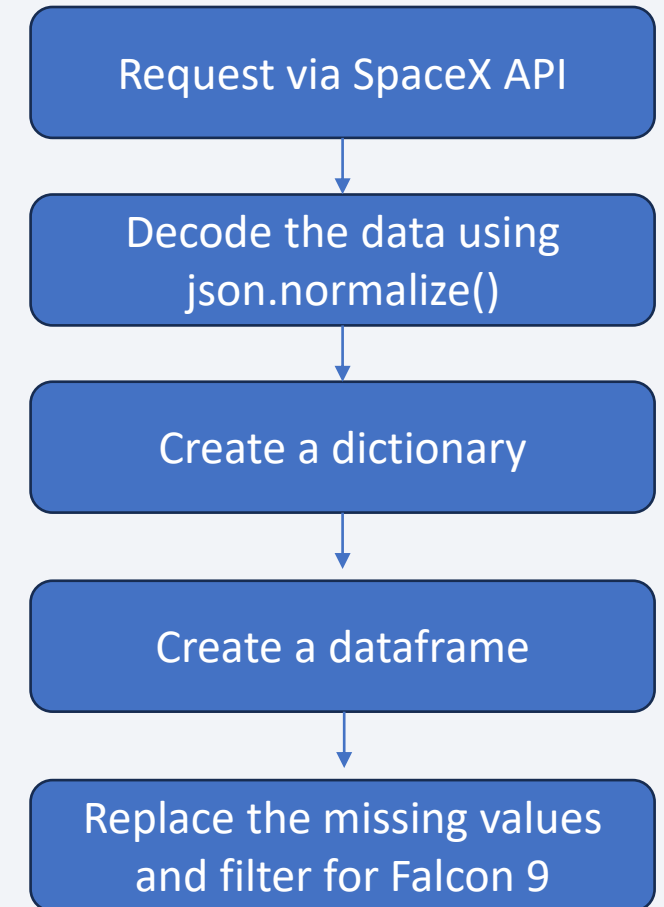 Request via SpaceX API
Decode the data using
json.normalize()
Create a dictionary
Create a dataframe
Replace the missing values
and filter for Falcon 9